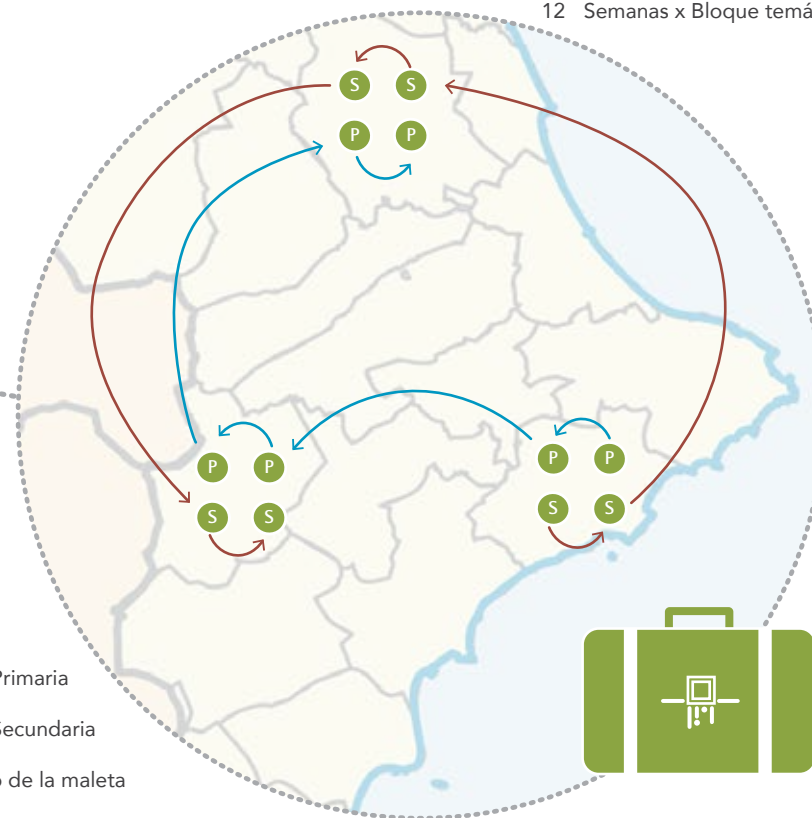 12 Semanas x Bloque temá
S S
P P
P P
S S
P P
S S
Primaria
Secundaria
o de la maleta